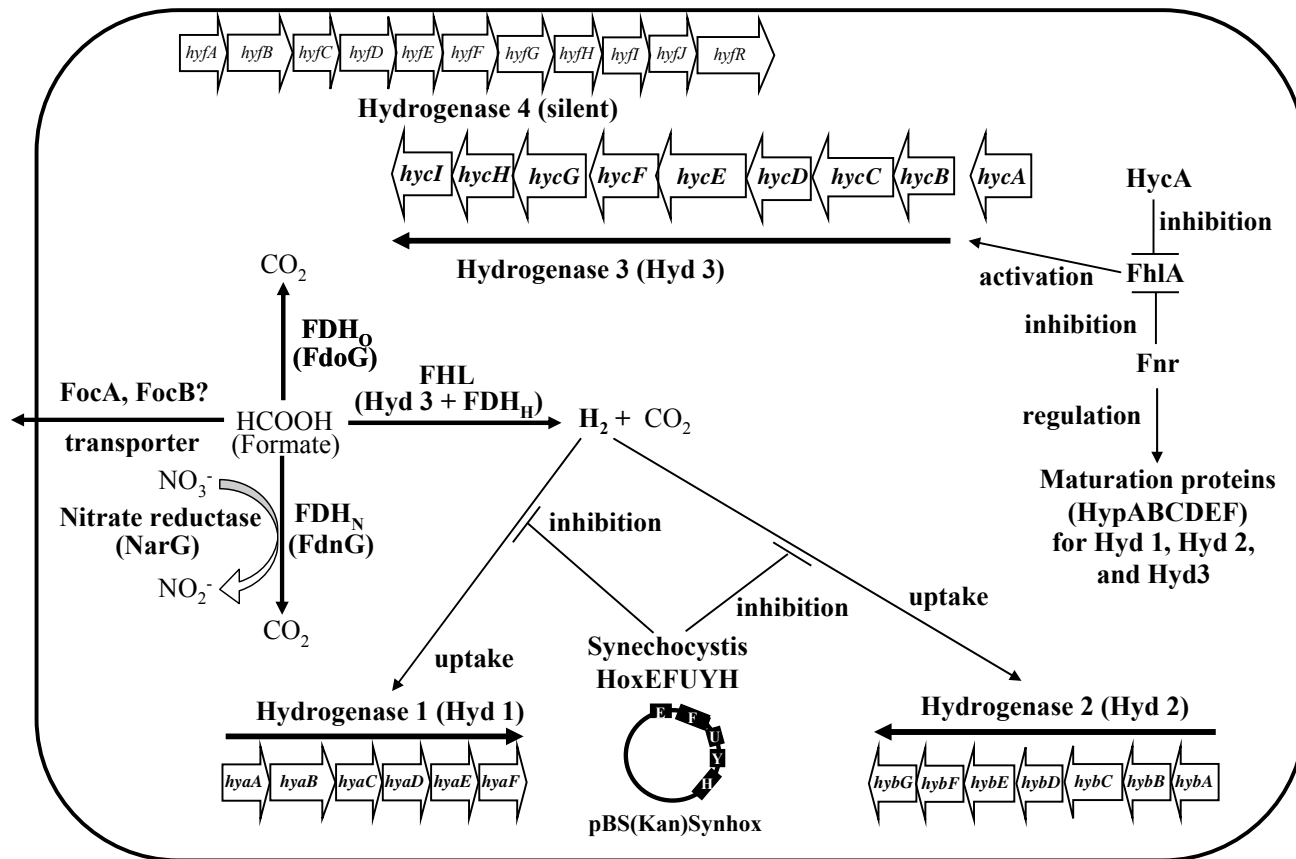 hyfA hyfB hyfC hyfD hyfE hyfF hyfG hyfH hyfI hyfJ hyfR
Hydrogenase 4 (silent)
hycI hycH hycG hycF hycE hycD hycC hycB hycA
Hydrogenase 3 (Hyd 3)
HycA
inhibition
FhlA
activation
inhibition
Fnr
regulation
Maturation proteins
(HypABCDEF)
for Hyd 1, Hyd 2,
and Hyd3
CO2
FDHO
(FdoG)
FocA, FocB?
transporter
HCOOH
(Formate)
FHL
(Hyd 3 + FDHH)
H2 + CO2
NO3-
Nitrate reductase
(NarG)
NO2-
FDHN
(FdnG)
CO2
inhibition
inhibition
uptake
uptake
Synechocystis
HoxEFUYH
E F U Y H
pBS(Kan)Synhox
Hydrogenase 1 (Hyd 1)
hyaA hyaB hyaC hyaD hyaE hyaF
Hydrogenase 2 (Hyd 2)
hybG hybF hybE hybD hybC hybB hybA